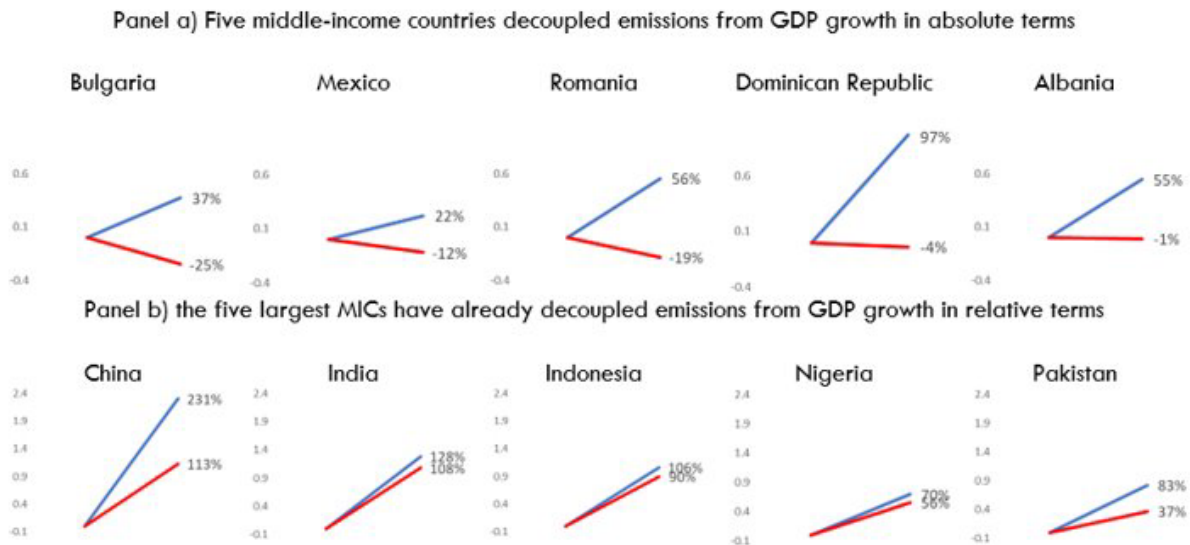 Panel a) Five middle-income countries decoupled emissions from GDP growth in absolute terms
Bulgaria Mexico Romania Dominican Republic Albania
97%
0.6 0.6 0.6 0.6 0.6
37% 22% 56% 55%
0.1 0.1 0.1 0.1 0.1
-25% -12% -19% -4% -1%
-0.4 -0.4 -0.4 -0.4 -0.4
Panel b) the five largest MICs have already decoupled emissions from GDP growth in relative terms
China India Indonesia Nigeria Pakistan
2.4 2.4 2.4 2.4 2.4
231%
1.9 1.9 1.9 1.9 1.9
1.4 1.4 1.4 1.4 1.4
113% 128% 106%
108% 90% 83%
0.9 0.9 0.9 0.9 0.9
70%
56% 37%
0.4 0.4 0.4 0.4 0.4
-0.1 -0.1 -0.1 -0.1 -0.1